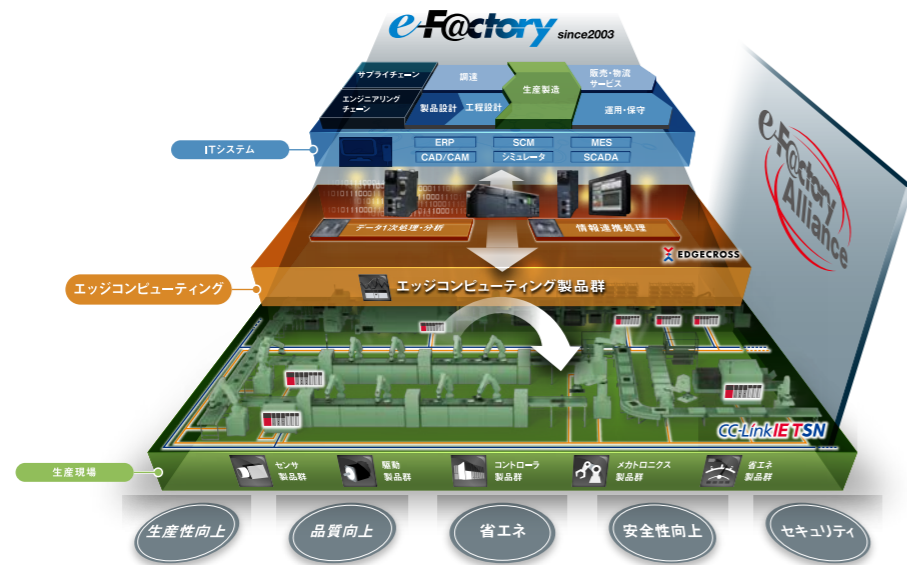 e-F@ctory since2003
サプライチェーン
調達
生産製造
販売・物流
サービス
エンジニアリング
チェーン
製品設計
工程設計
運用・保守
ITシステム
ERP
SCM
MES
CAD/CAM
シミュレータ
SCADA
e-F@ctory
Alliance
データ1次処理・分析
情報連携処理
EDGECROSS
エッジコンピューティング
エッジコンピューティング製品群
CC-Link IE TSN
生産現場
センサ
製品群
駆動
製品群
コントローラ
製品群
メカトロニクス
製品群
省エネ
製品群
生産性向上
品質向上
省エネ
安全性向上
セキュリティ